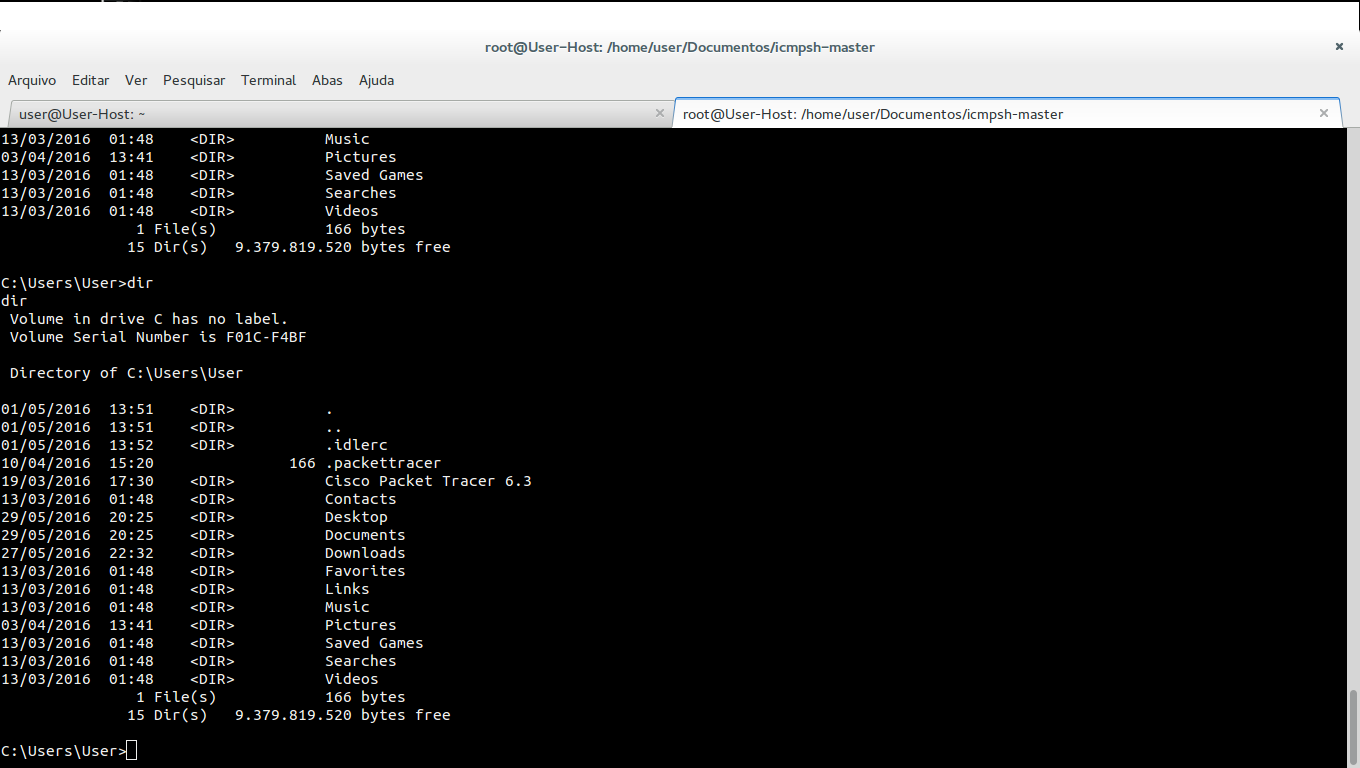 root@User-Host: /home/user/Documentos/icmpsh-master
Arquivo Editar Ver Pesquisar Terminal Abas Ajuda
user@User-Host: ~ root@User-Host: /home/user/Documentos/icmpsh-master
13/03/2016  01:48    <DIR>          Music
03/04/2016  13:41    <DIR>          Pictures
13/03/2016  01:48    <DIR>          Saved Games
13/03/2016  01:48    <DIR>          Searches
13/03/2016  01:48    <DIR>          Videos
               1 File(s)            166 bytes
              15 Dir(s)   9.379.819.520 bytes free

C:\Users\User>dir
dir
 Volume in drive C has no label.
 Volume Serial Number is F01C-F4BF

 Directory of C:\Users\User

01/05/2016  13:51    <DIR>          .
01/05/2016  13:51    <DIR>          ..
01/05/2016  13:52    <DIR>          .idlerc
10/04/2016  15:20               166 .packettracer
19/03/2016  17:30    <DIR>          Cisco Packet Tracer 6.3
13/03/2016  01:48    <DIR>          Contacts
29/05/2016  20:25    <DIR>          Desktop
29/05/2016  20:25    <DIR>          Documents
27/05/2016  22:32    <DIR>          Downloads
13/03/2016  01:48    <DIR>          Favorites
13/03/2016  01:48    <DIR>          Links
13/03/2016  01:48    <DIR>          Music
03/04/2016  13:41    <DIR>          Pictures
13/03/2016  01:48    <DIR>          Saved Games
13/03/2016  01:48    <DIR>          Searches
13/03/2016  01:48    <DIR>          Videos
               1 File(s)            166 bytes
              15 Dir(s)   9.379.819.520 bytes free

C:\Users\User>